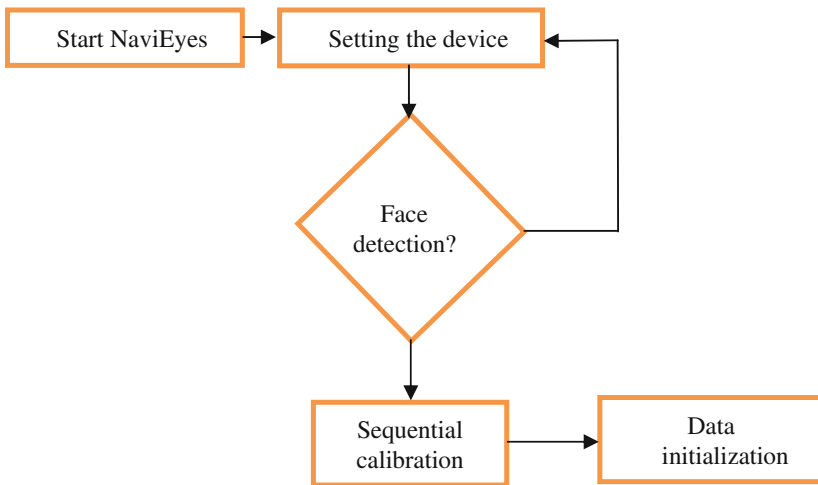 Start NaviEyes
Setting the device
Face
detection?
Sequential
calibration
Data
initialization